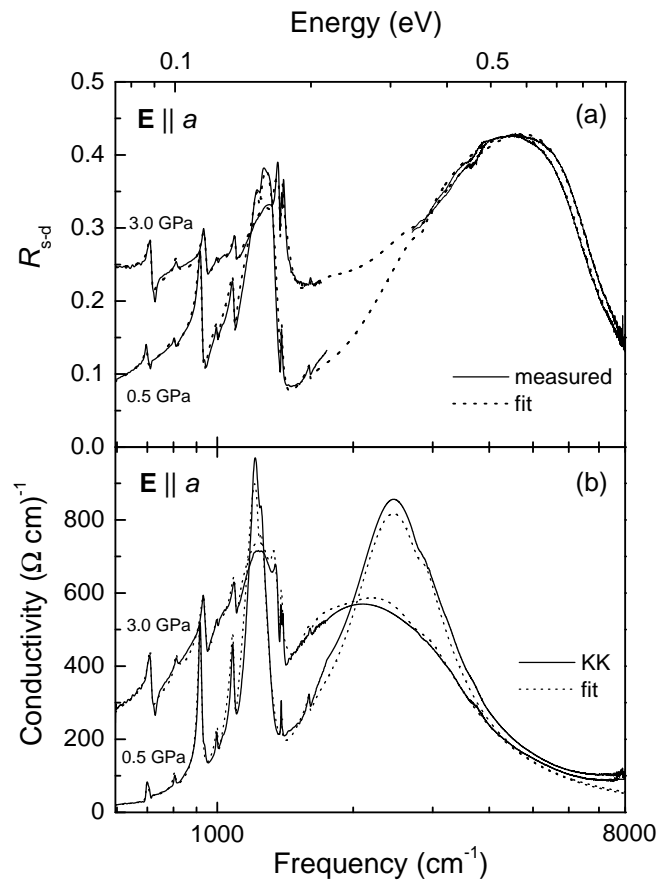 Energy (eV)
0.1 0.5
E || a (a)
0.5
0.4
0.3
0.2
0.1
0.0
R_s-d
3.0 GPa
0.5 GPa
measured
fit
E || a (b)
800
600
400
200
0
Conductivity (Ω cm)⁻¹
3.0 GPa
0.5 GPa
KK
fit
1000 8000
Frequency (cm⁻¹)